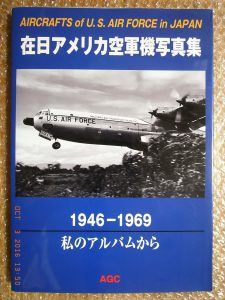 AIRCRAFTS of U.S. AIR FORCE in JAPAN
在日アメリカ空軍機写真集
U.S. AIR FORCE
1946-1969
私のアルバムから
AGC
OCT 3 2016 13:50